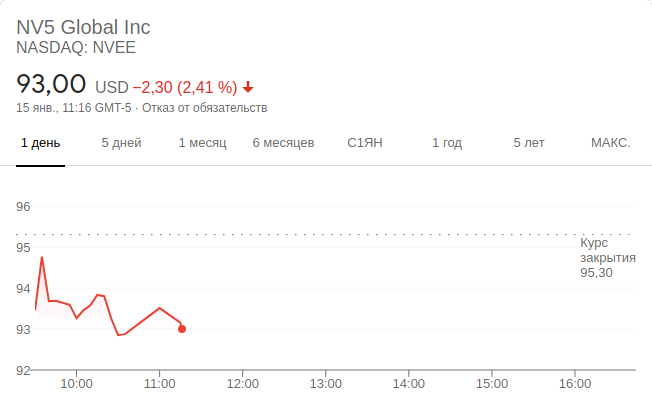 NV5 Global Inc
NASDAQ: NVEE
93,00 USD −2,30 (2,41 %)
15 янв., 11:16 GMT-5 · Отказ от обязательств
1 день 5 дней 1 месяц 6 месяцев С1ЯН 1 год 5 лет МАКС.
96
95
94
93
92
Курс
закрытия
95,30
10:00 11:00 12:00 13:00 14:00 15:00 16:00